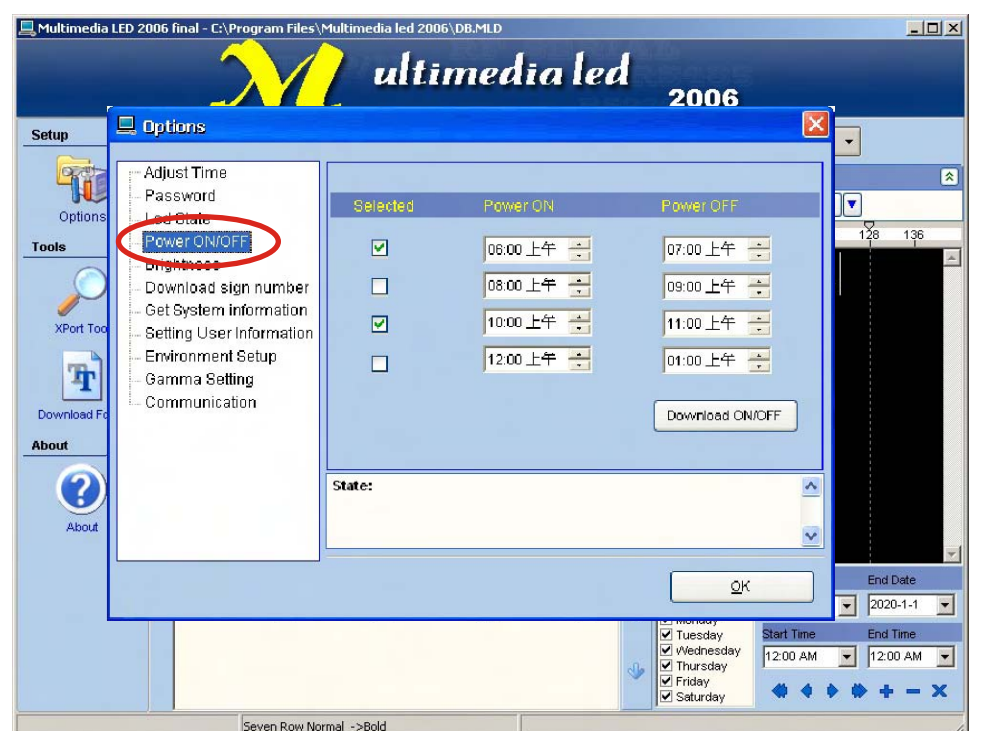 Multimedia LED 2006 final - C:\Program Files\Multimedia led 2006\DB.MLD
Multimedia led
2006
Setup
Options
Tools
XPort Too
Download Fo
About
About
Options
Adjust Time
Password
Led State
Power ON/OFF
Brightness
Download sign number
Get System information
Setting User Information
Environment Setup
Gamma Setting
Communication
Selected Power ON Power OFF
06:00 上午 07:00 上午
08:00 上午 09:00 上午
10:00 上午 11:00 上午
12:00 上午 01:00 上午
Download ON/OFF
State:
OK
128 136
End Date
2020-1-1
Monday
Tuesday
Wednesday
Thursday
Friday
Saturday
Start Time End Time
12:00 AM 12:00 AM
Seven Row Normal ->Bold